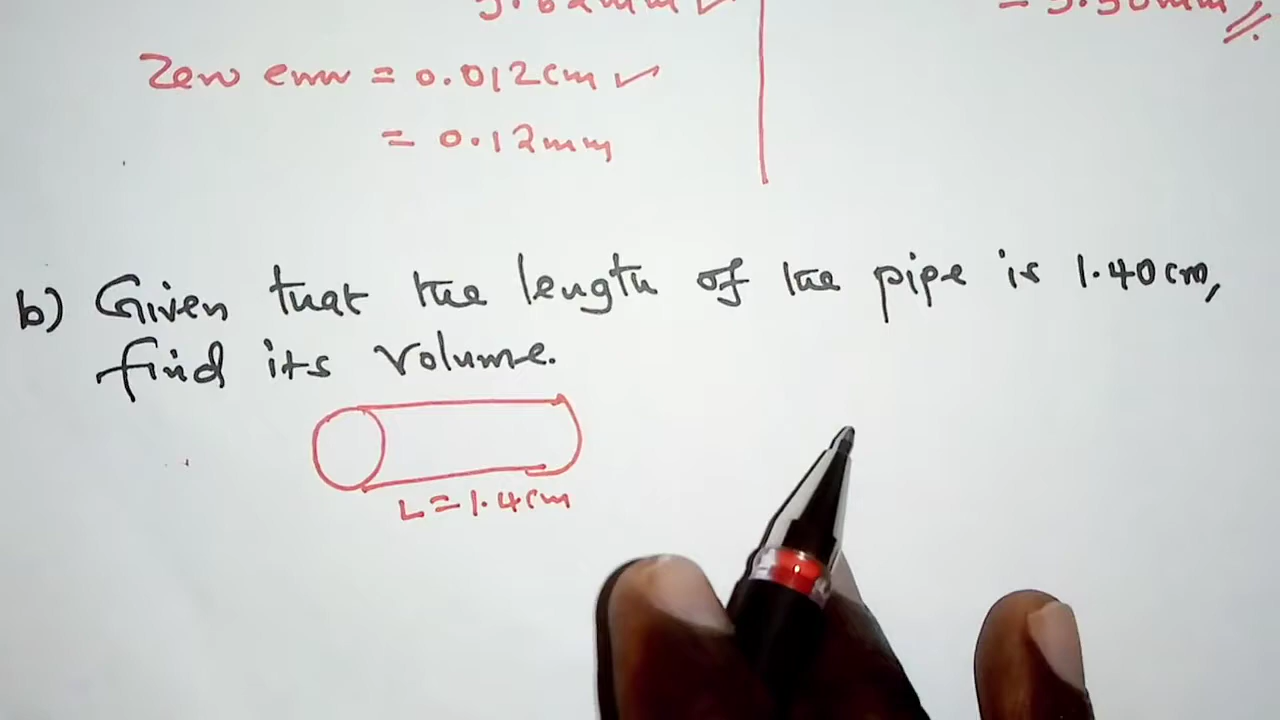 Zero error = 0.012cm ✓
= 0.12mm
b) Given that the length of the pipe is 1.40cm,
find its volume.
L = 1.4cm